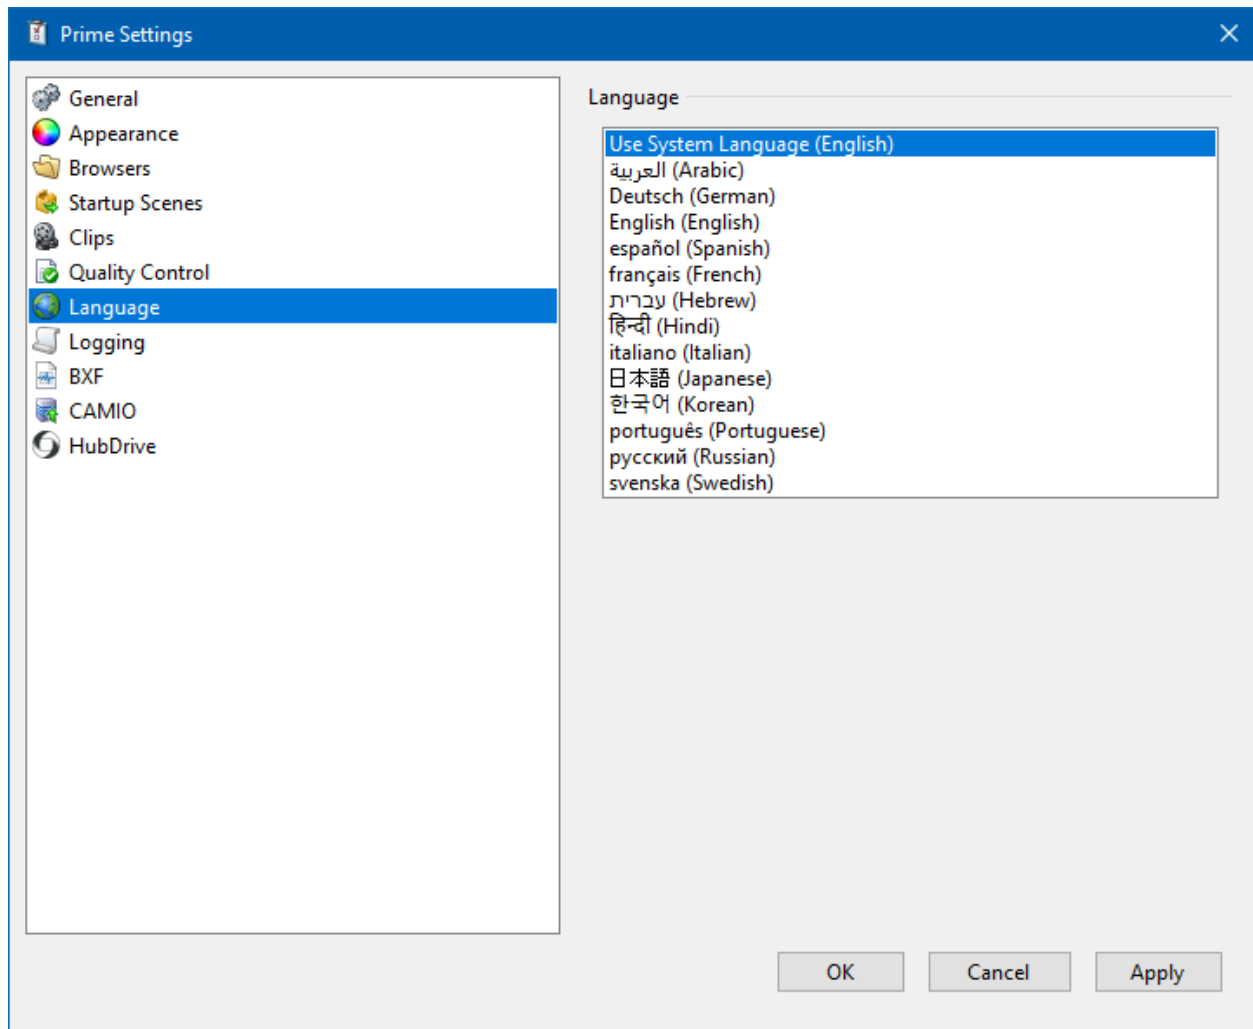 Prime Settings
General
Appearance
Browsers
Startup Scenes
Clips
Quality Control
Language
Logging
BXF
CAMIO
HubDrive
Language
Use System Language (English)
العربية (Arabic)
Deutsch (German)
English (English)
español (Spanish)
français (French)
עברית (Hebrew)
हिन्दी (Hindi)
italiano (Italian)
日本語 (Japanese)
한국어 (Korean)
português (Portuguese)
русский (Russian)
svenska (Swedish)
OK
Cancel
Apply